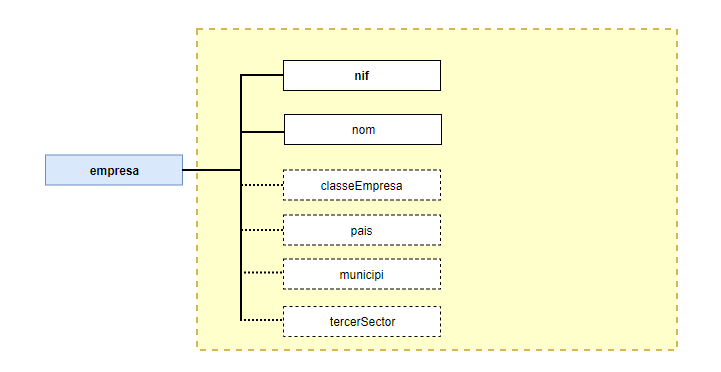 nif
nom
empresa
classeEmpresa
pais
municipi
tercerSector